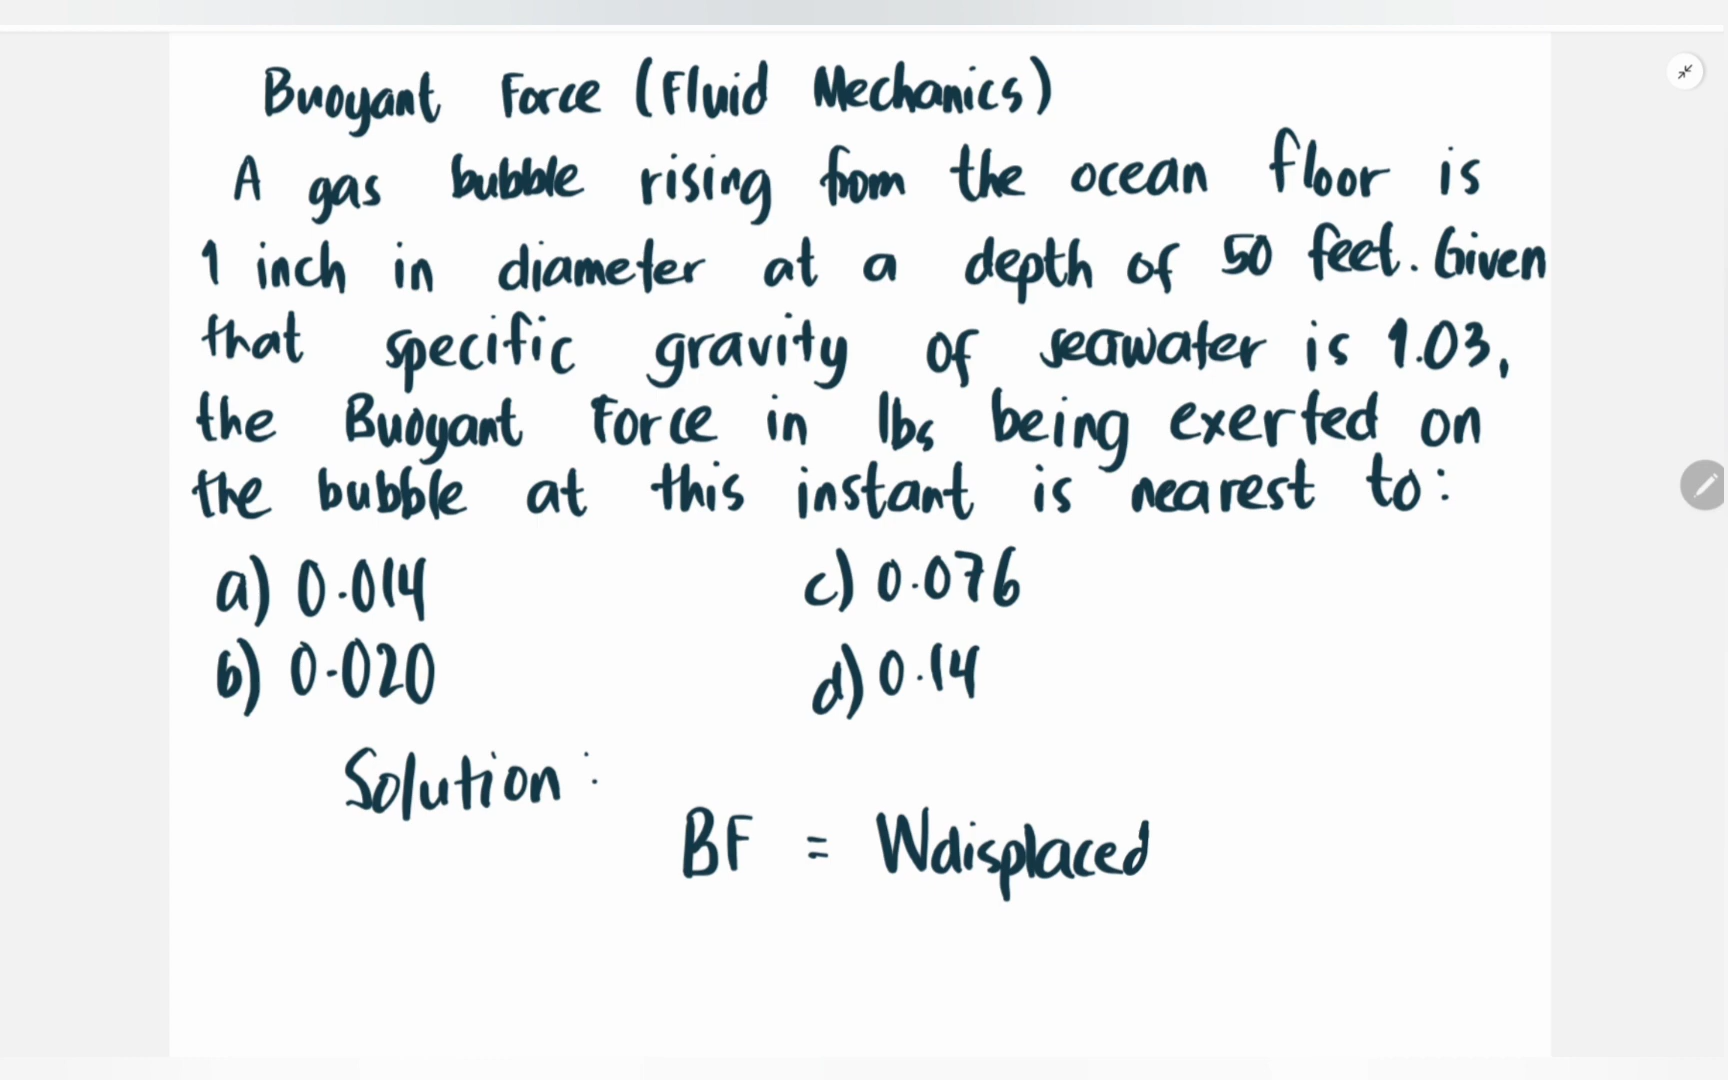 Buoyant Force (Fluid Mechanics)
A gas bubble rising from the ocean floor is
1 inch in diameter at a depth of 50 feet. Given
that specific gravity of seawater is 1.03,
the Buoyant Force in lbs being exerted on
the bubble at this instant is nearest to:
a) 0.014 c) 0.076
b) 0.020 d) 0.14
Solution:
BF = Wdisplaced